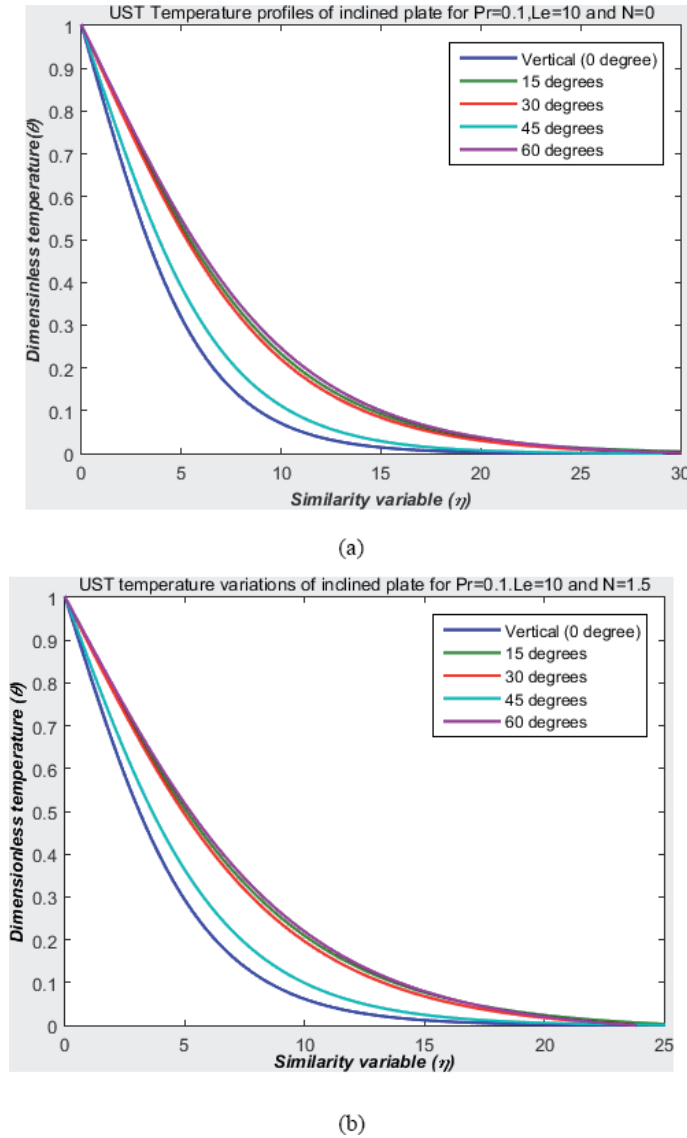 UST Temperature profiles of inclined plate for Pr=0.1,Le=10 and N=0
1
0.9
0.8
0.7
0.6
0.5
0.4
0.3
0.2
0.1
0
Dimensinless temperature(θ)
Vertical (0 degree)
15 degrees
30 degrees
45 degrees
60 degrees
0 5 10 15 20 25 30
Similarity variable (η)
(a)
UST temperature variations of inclined plate for Pr=0.1.Le=10 and N=1.5
1
0.9
0.8
0.7
0.6
0.5
0.4
0.3
0.2
0.1
0
Dimensionless temperature (θ)
Vertical (0 degree)
15 degrees
30 degrees
45 degrees
60 degrees
0 5 10 15 20 25
Similarity variable (η)
(b)